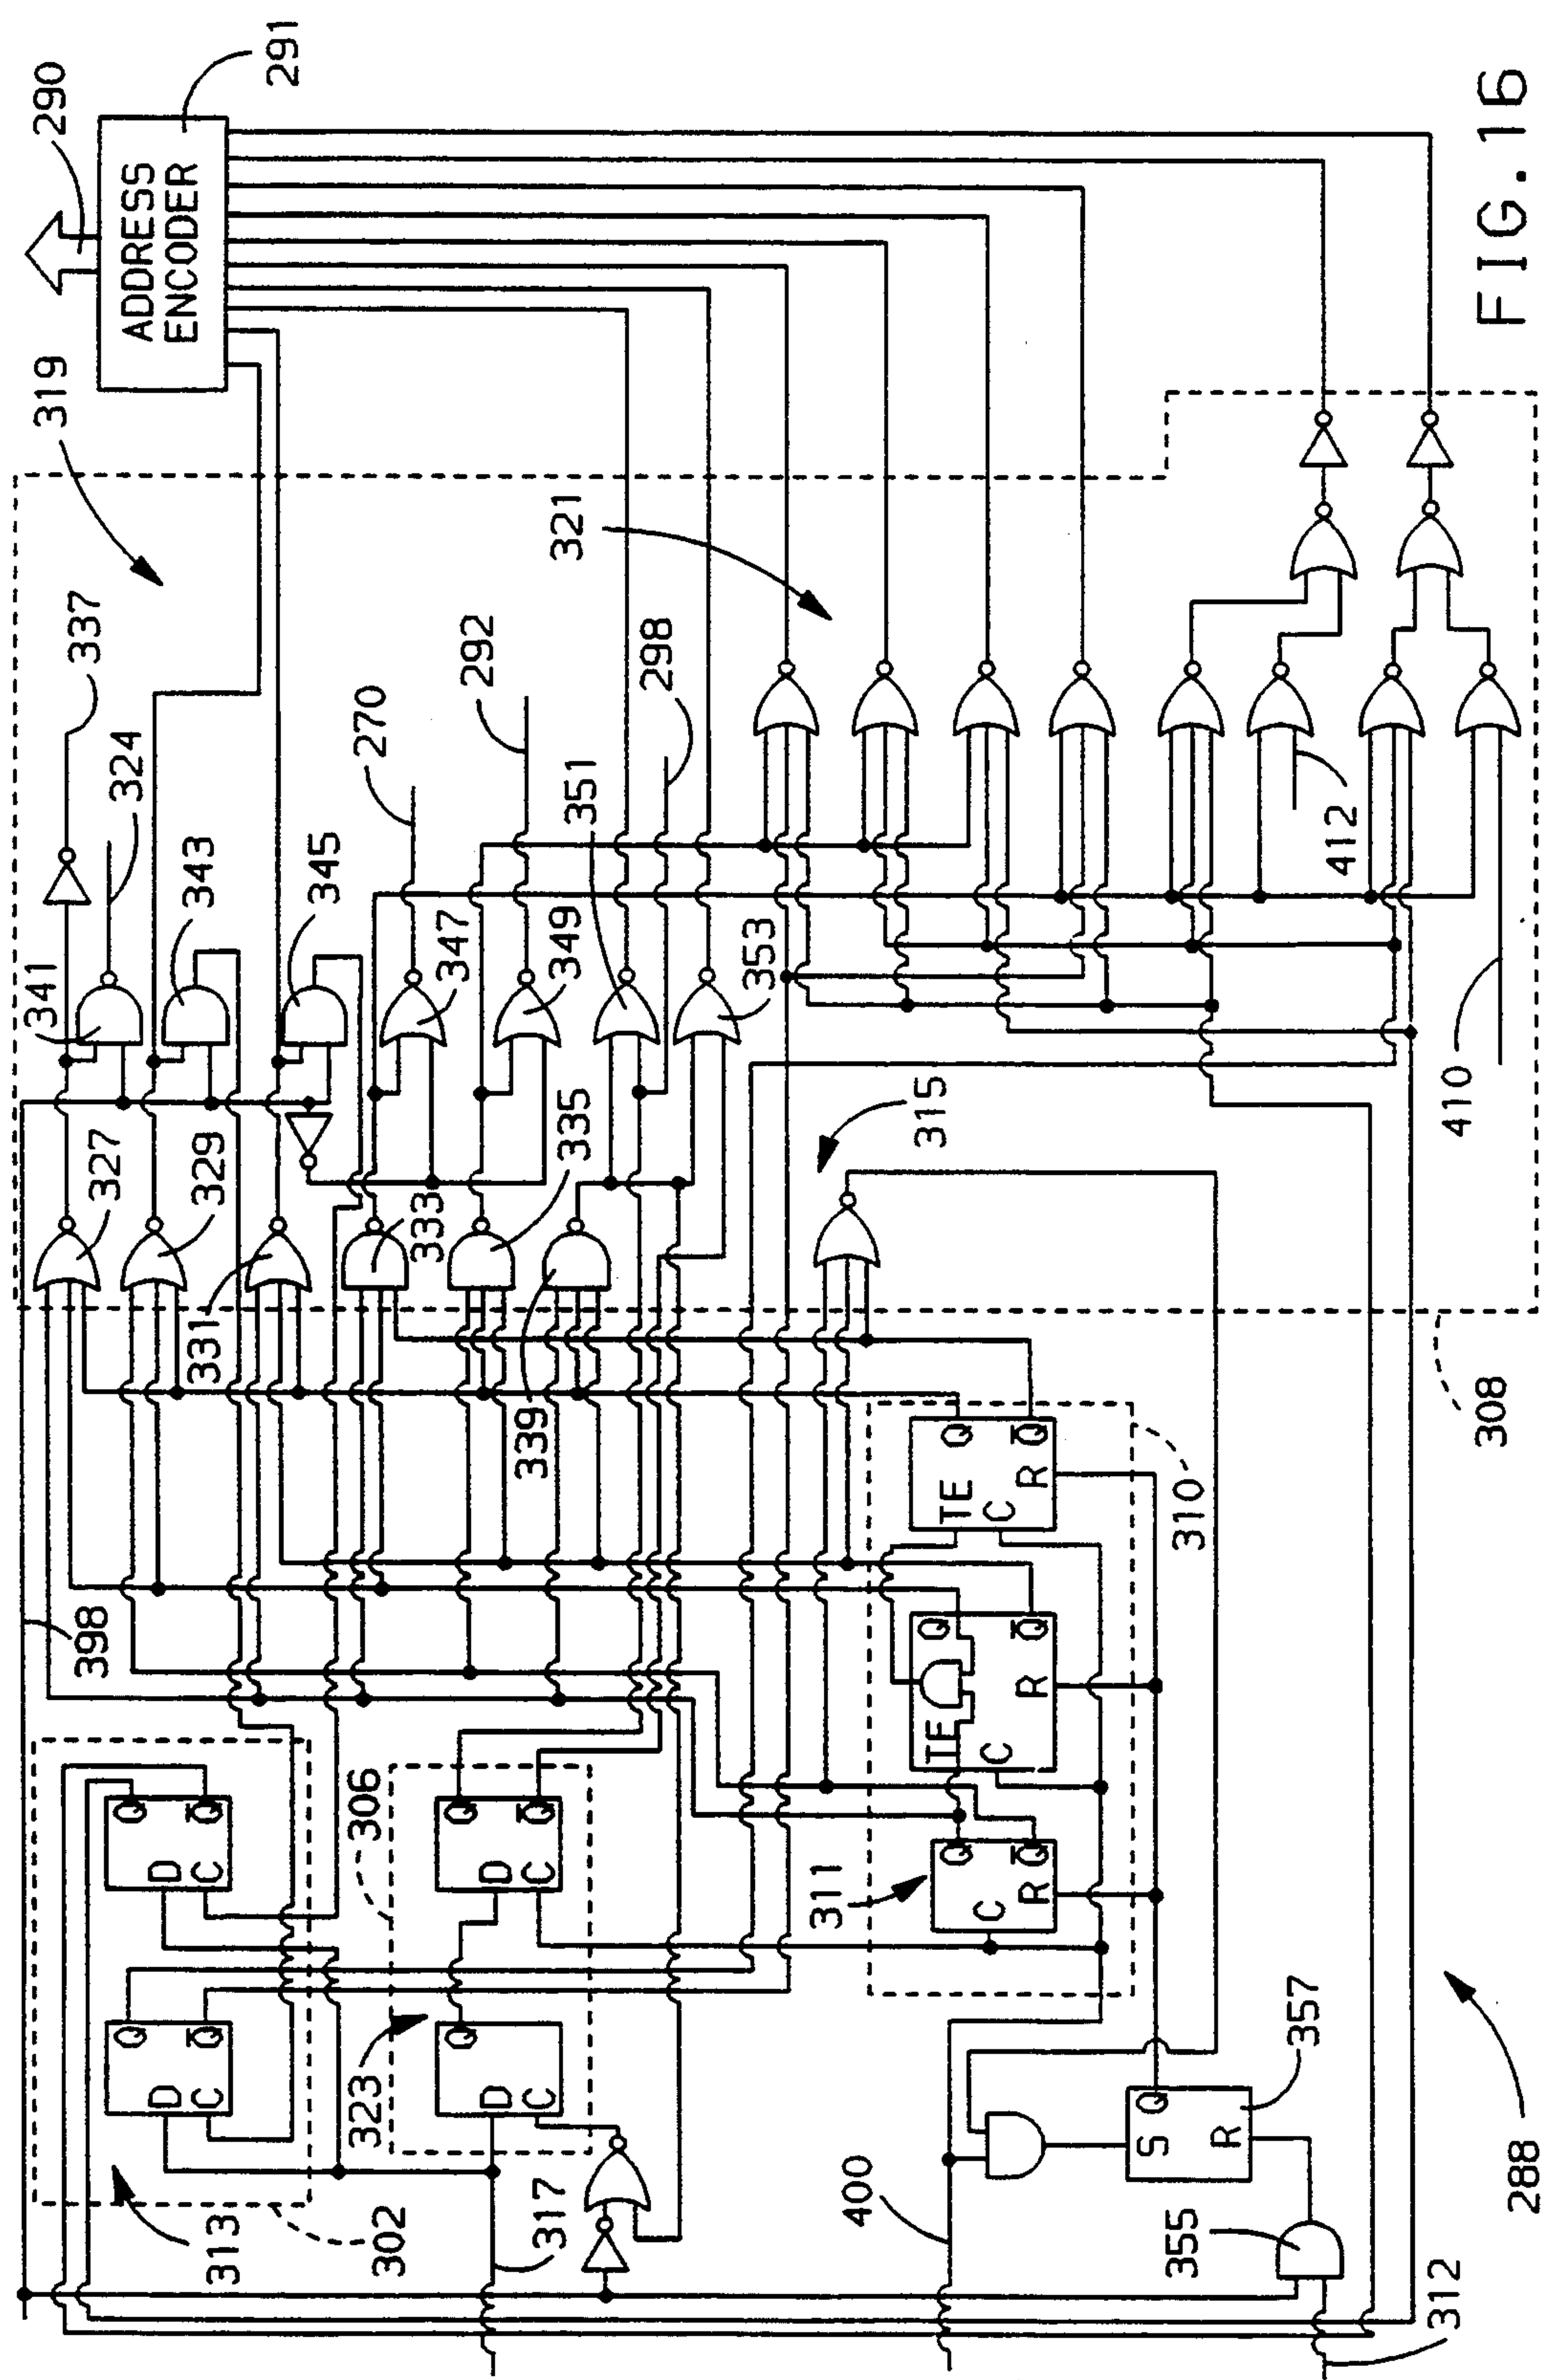 290
291
ADDRESS
ENCODER
319
337
324
341
343
345
327
329
331
398
313
302
270
292
347
349
351
298
353
333
335
339
306
323
317
321
315
412
410
308
310
311
400
357
355
312
288
D
C
Q
Q̅
D
C
Q
Q̅
D
C
Q
D
C
Q
Q̅
C
R
Q
Q̅
TE
C
R
Q
Q̅
TE
C
R
Q
Q̅
S
R
Q
FIG. 16